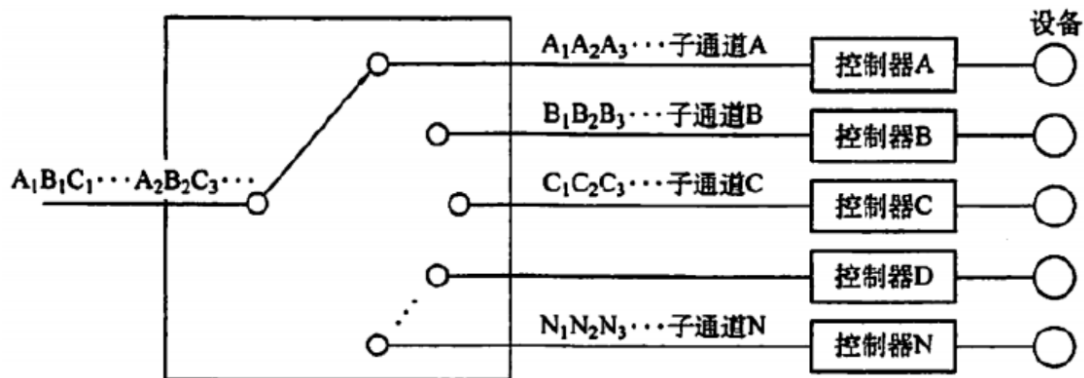 设备
A₁A₂A₃···子通道A
控制器A
B₁B₂B₃···子通道B
控制器B
A₁B₁C₁···A₂B₂C₃···
C₁C₂C₃···子通道C
控制器C
控制器D
N₁N₂N₃···子通道N
控制器N